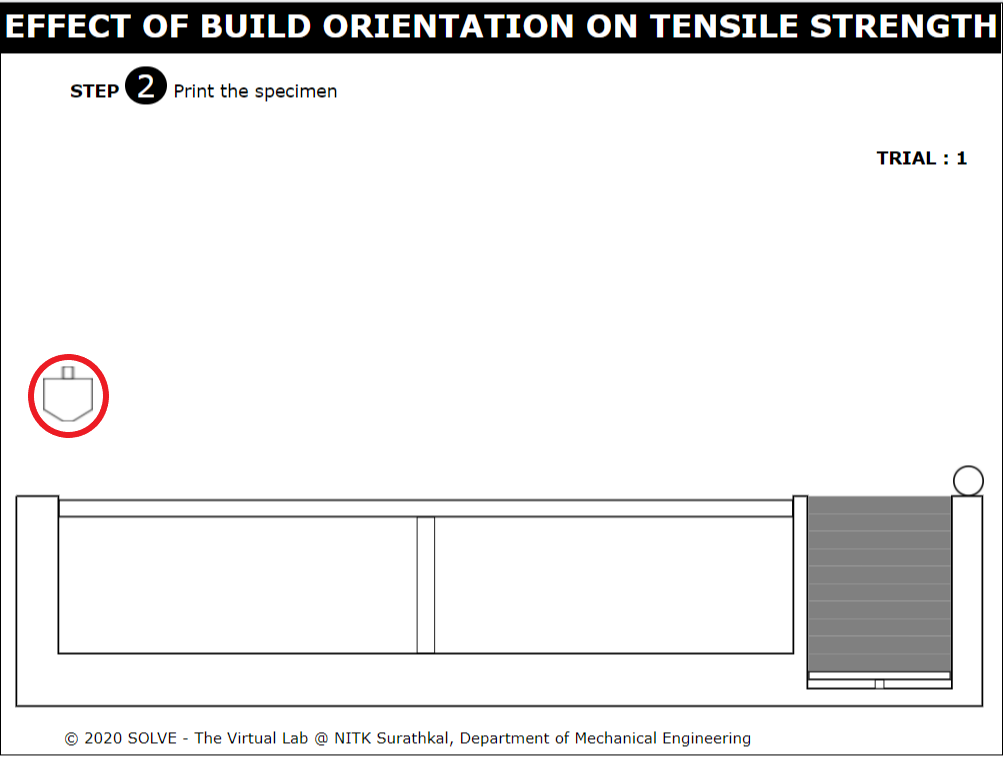 EFFECT OF BUILD ORIENTATION ON TENSILE STRENGTH
STEP 2 Print the specimen
TRIAL : 1
© 2020 SOLVE - The Virtual Lab @ NITK Surathkal, Department of Mechanical Engineering